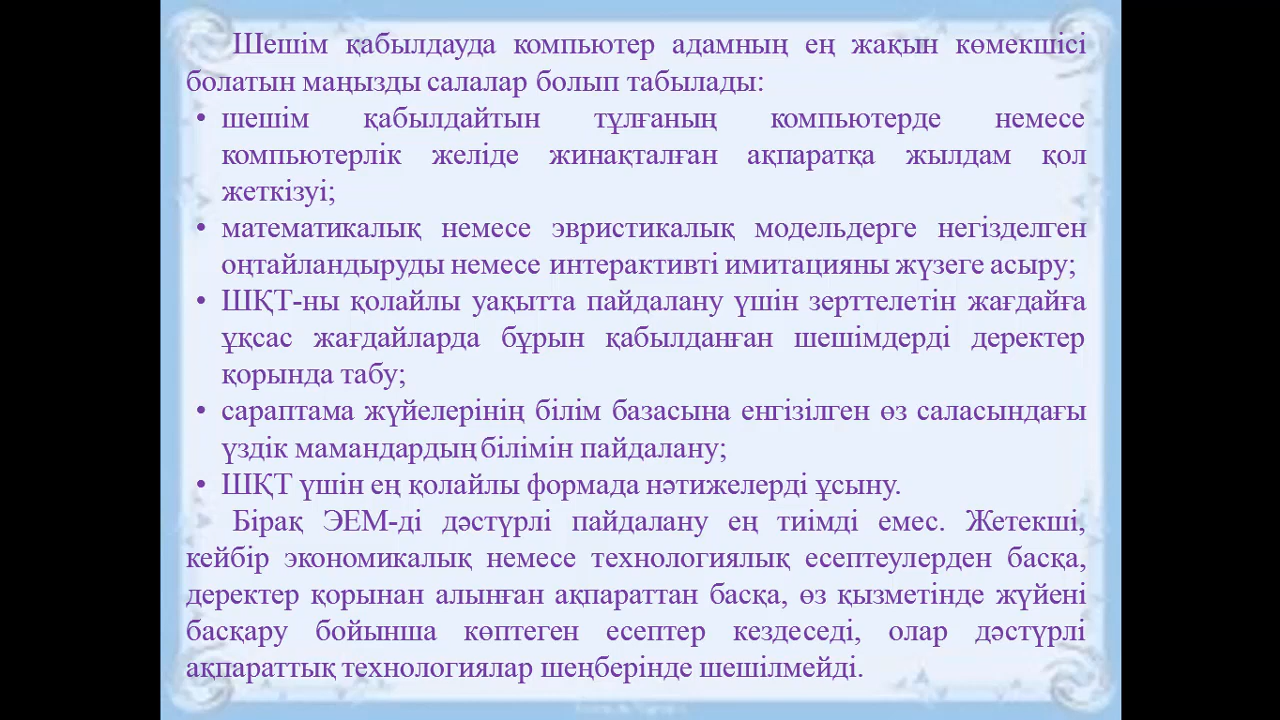 Шешім қабылдауда компьютер адамның ең жақын көмекшісі
болатын маңызды салалар болып табылады:
• шешім қабылдайтын тұлғаның компьютерде немесе
компьютерлік желіде жинақталған ақпаратқа жылдам қол
жеткізуі;
• математикалық немесе эвристикалық модельдерге негізделген
оңтайландыруды немесе интерактивті имитацияны жүзеге асыру;
• ШҚТ-ны қолайлы уақытта пайдалану үшін зерттелетін жағдайға
ұқсас жағдайларда бұрын қабылданған шешімдерді деректер
қорында табу;
• сараптама жүйелерінің білім базасына енгізілген өз саласындағы
үздік мамандардың білімін пайдалану;
• ШҚТ үшін ең қолайлы формада нәтижелерді ұсыну.
Бірақ ЭЕМ-ді дәстүрлі пайдалану ең тиімді емес. Жетекші,
кейбір экономикалық немесе технологиялық есептеулерден басқа,
деректер қорынан алынған ақпараттан басқа, өз қызметінде жүйені
басқару бойынша көптеген есептер кездеседі, олар дәстүрлі
ақпараттық технологиялар шеңберінде шешілмейді.